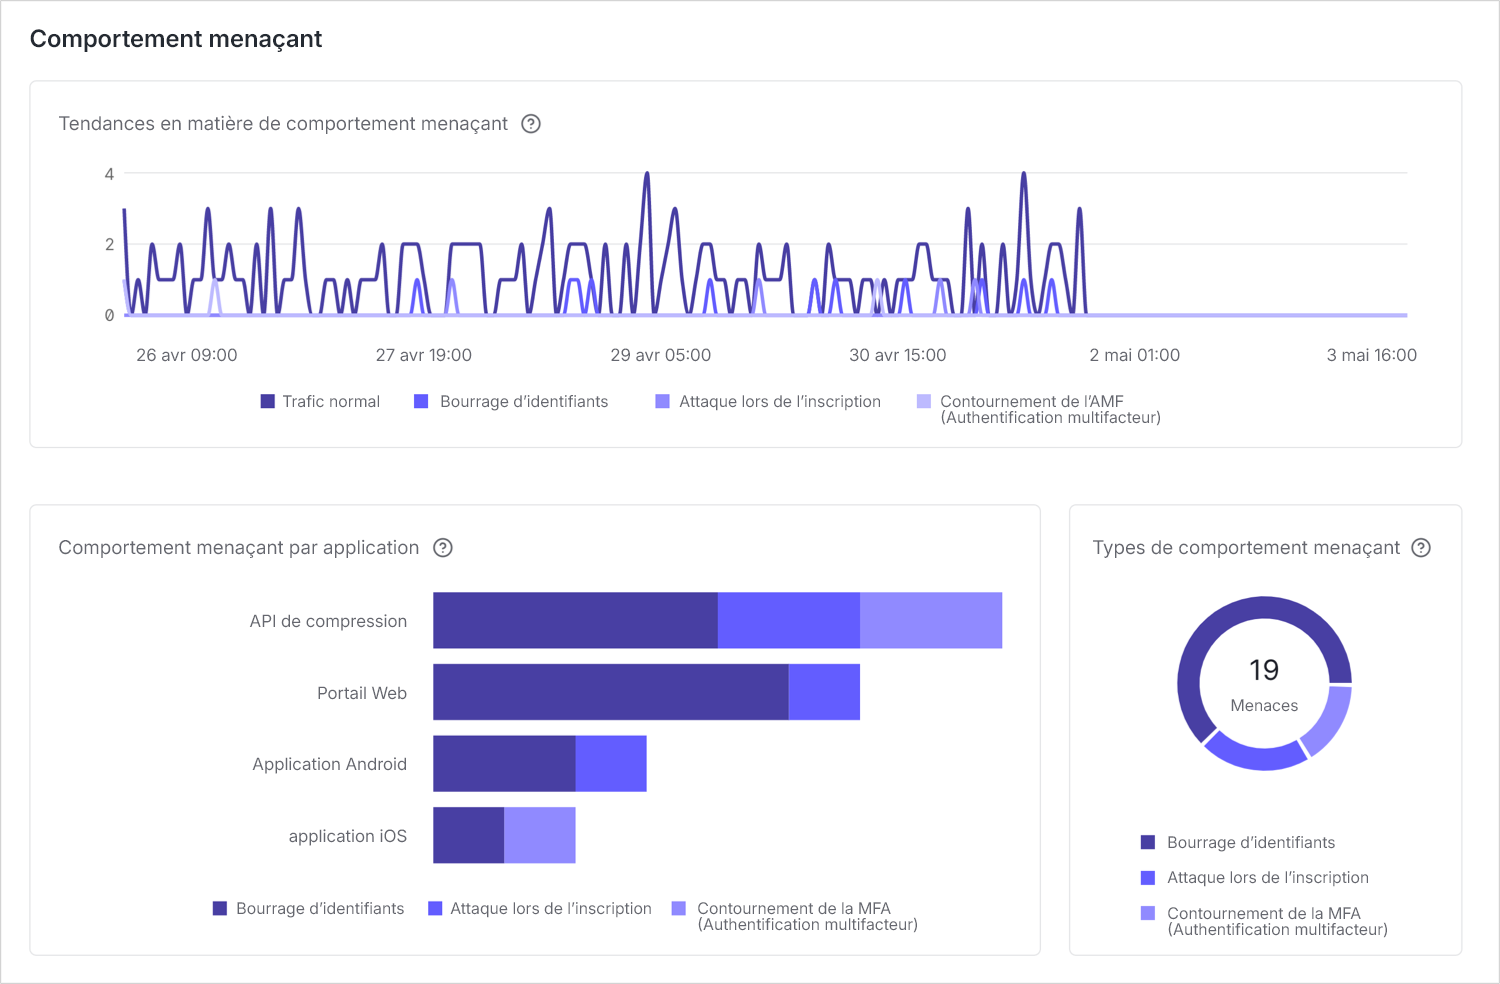 Comportement menaçant
Tendances en matière de comportement menaçant ?
4
2
0
26 avr 09:00 27 avr 19:00 29 avr 05:00 30 avr 15:00 2 mai 01:00 3 mai 16:00
Trafic normal Bourrage d’identifiants Attaque lors de l’inscription Contournement de l’AMF
(Authentification multifacteur)
Comportement menaçant par application ?
API de compression
Portail Web
Application Android
application iOS
Bourrage d’identifiants Attaque lors de l’inscription Contournement de la MFA
(Authentification multifacteur)
Types de comportement menaçant ?
19
Menaces
Bourrage d’identifiants
Attaque lors de l’inscription
Contournement de la MFA
(Authentification multifacteur)